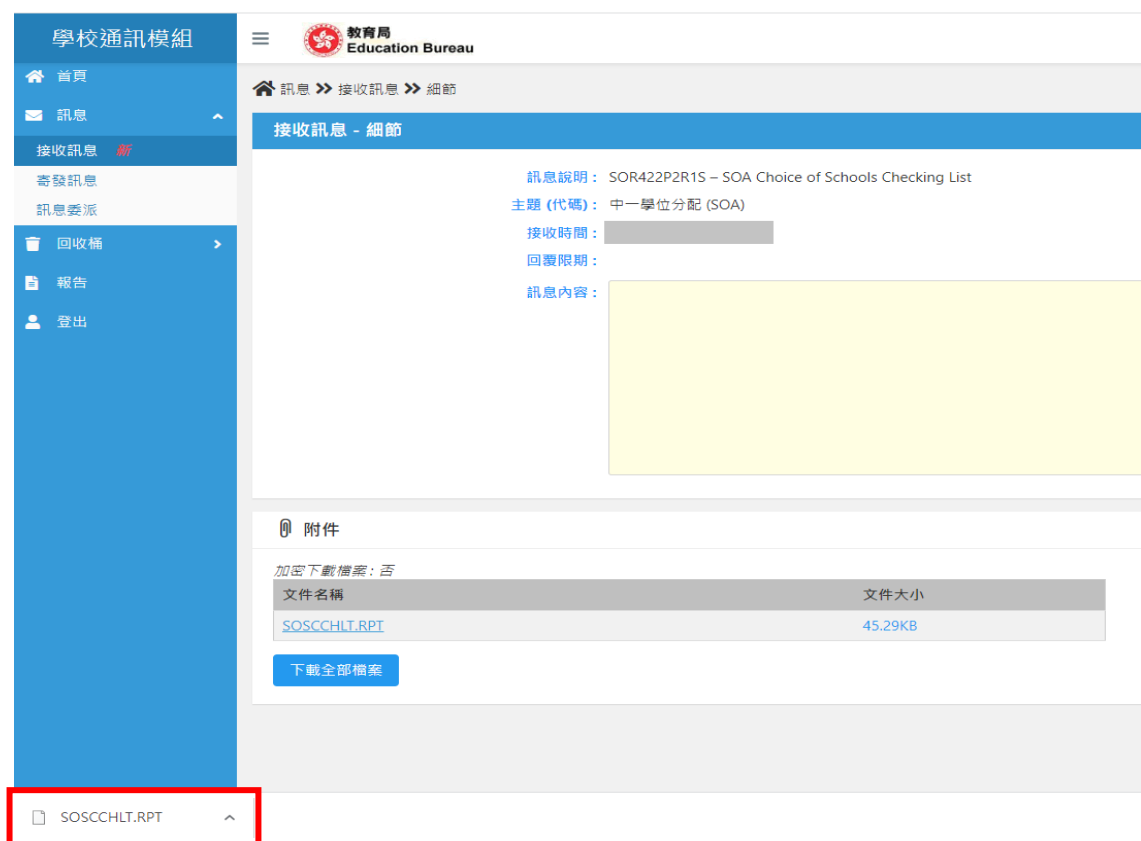 學校通訊模組
教育局
Education Bureau
首頁
訊息 >> 接收訊息 >> 細節
訊息
接收訊息 - 細節
接收訊息 新
寄發訊息
訊息委派
回收桶
報告
登出
訊息說明 : SOR422P2R1S – SOA Choice of Schools Checking List
主題 (代碼) : 中一學位分配 (SOA)
接收時間 :
回覆限期 :
訊息內容 :
附件
加密下載檔案 : 否
文件名稱 文件大小
SOSCCHLT.RPT 45.29KB
下載全部檔案
SOSCCHLT.RPT